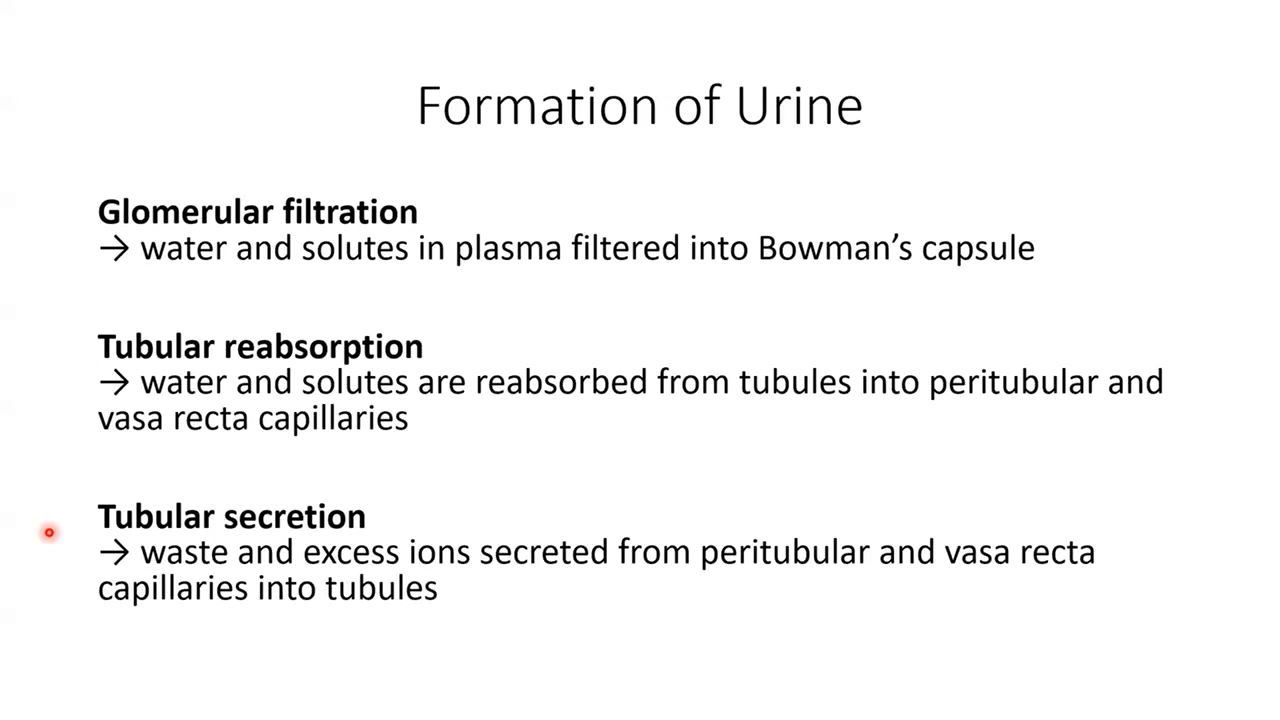 Formation of Urine
Glomerular filtration
→ water and solutes in plasma filtered into Bowman’s capsule
Tubular reabsorption
→ water and solutes are reabsorbed from tubules into peritubular and
vasa recta capillaries
Tubular secretion
→ waste and excess ions secreted from peritubular and vasa recta
capillaries into tubules